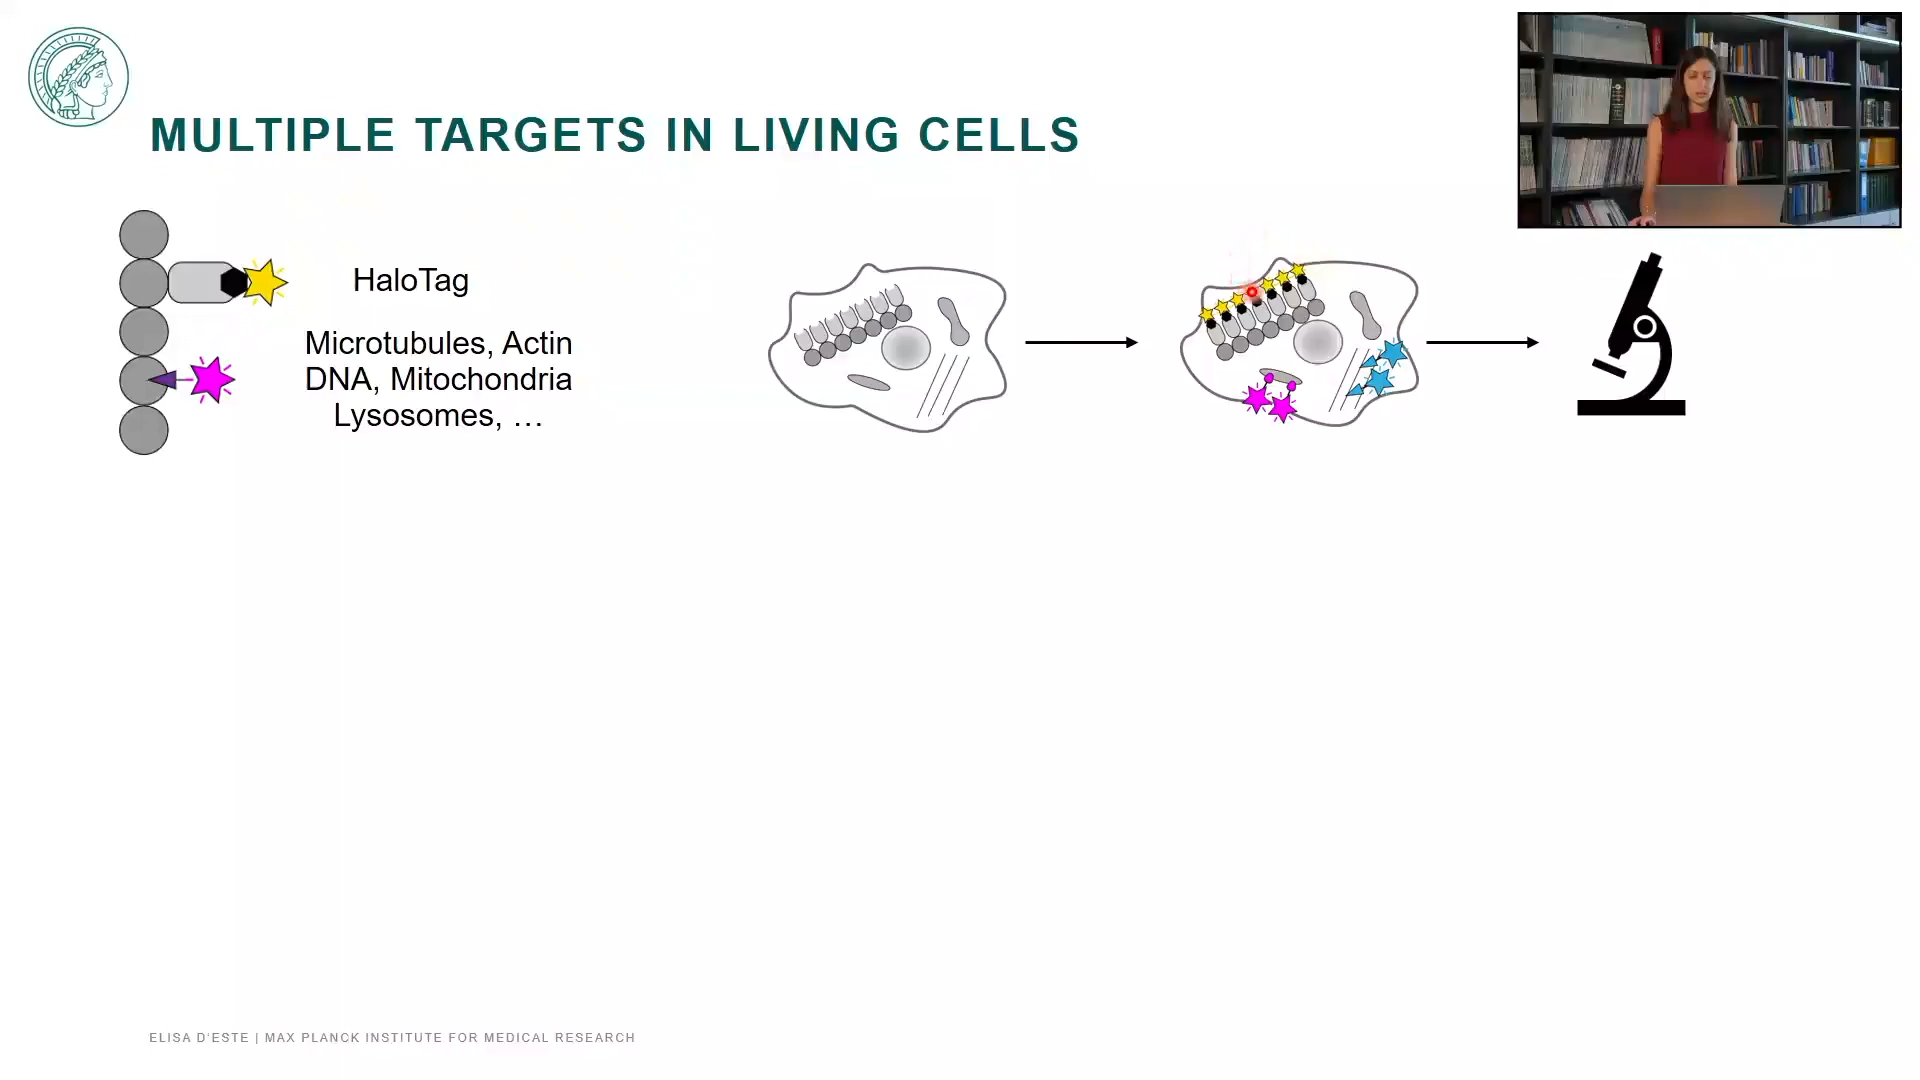 MULTIPLE TARGETS IN LIVING CELLS
HaloTag
Microtubules, Actin
DNA, Mitochondria
Lysosomes, …
ELISA D'ESTE | MAX PLANCK INSTITUTE FOR MEDICAL RESEARCH